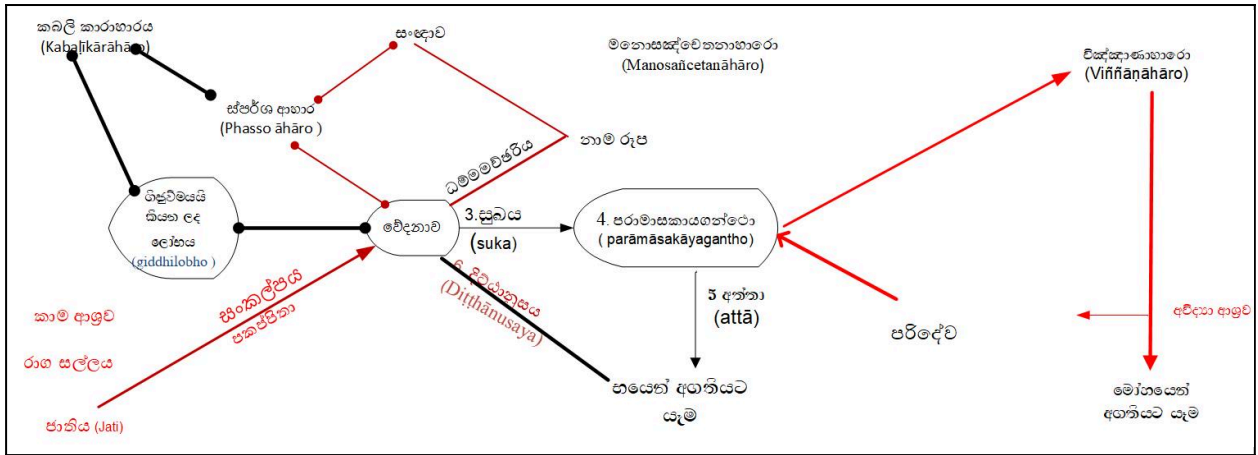 කබලි කාරාහාරය
(Kabaḷīkārāhāro)
සංඥාව
මනොසඤ්චෙතනාහාරො
(Manosañcetanāhāro)
විඤ්ඤාණාහාරො
(Viññāṇāhāro)
ස්පර්ශ ආහාර
(Phasso āhāro )
නාම රූප
ධම්මමච්ඡරිය
ගිජුවීමයයි
කියන ලද
ලෝභය
(giddhilobho )
වේදනාව
3.සුඛය
(suka)
4. පරාමාසකායගන්ථො
( parāmāsakāyagantho)
6. දිට්ඨානුසය
(Diṭṭhānusaya)
5 අත්තා
(attā)
සංකල්පය
පකප්පිනා
කාම ආශ්‍රව
රාග සල්ලය
ජාතිය (Jati)
භයෙන් අගතියට
යෑම
පරිදේව
අවිද්‍යා ආශ්‍රව
මෝහයෙන්
අගතියට යෑම